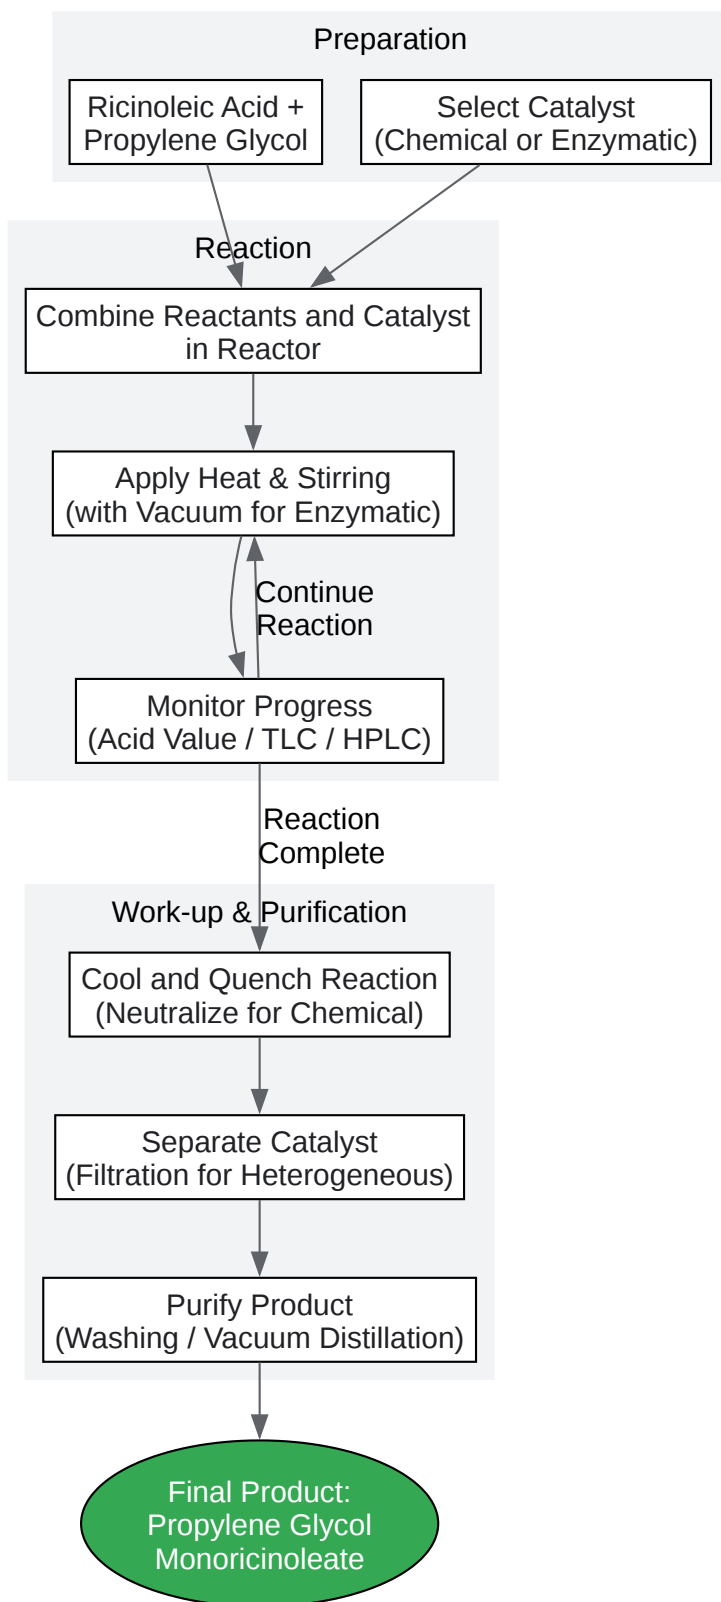 Preparation
Ricinoleic Acid +
Propylene Glycol
Select Catalyst
(Chemical or Enzymatic)
Reaction
Combine Reactants and Catalyst
in Reactor
Apply Heat & Stirring
(with Vacuum for Enzymatic)
Continue
Reaction
Monitor Progress
(Acid Value / TLC / HPLC)
Reaction
Complete
Work-up & Purification
Cool and Quench Reaction
(Neutralize for Chemical)
Separate Catalyst
(Filtration for Heterogeneous)
Purify Product
(Washing / Vacuum Distillation)
Final Product:
Propylene Glycol
Monoricinoleate